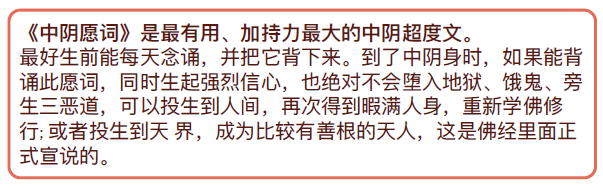 《中阴愿词》是最有用、加持力最大的中阴超度文。
最好生前能每天念诵，并把它背下来。到了中阴身时，如果能背
诵此愿词，同时生起强烈信心，也绝对不会堕入地狱、饿鬼、旁
生三恶道，可以投生到人间，再次得到暇满人身，重新学佛修
行; 或者投生到天 界，成为比较有善根的天人，这是佛经里面正
式宣说的。